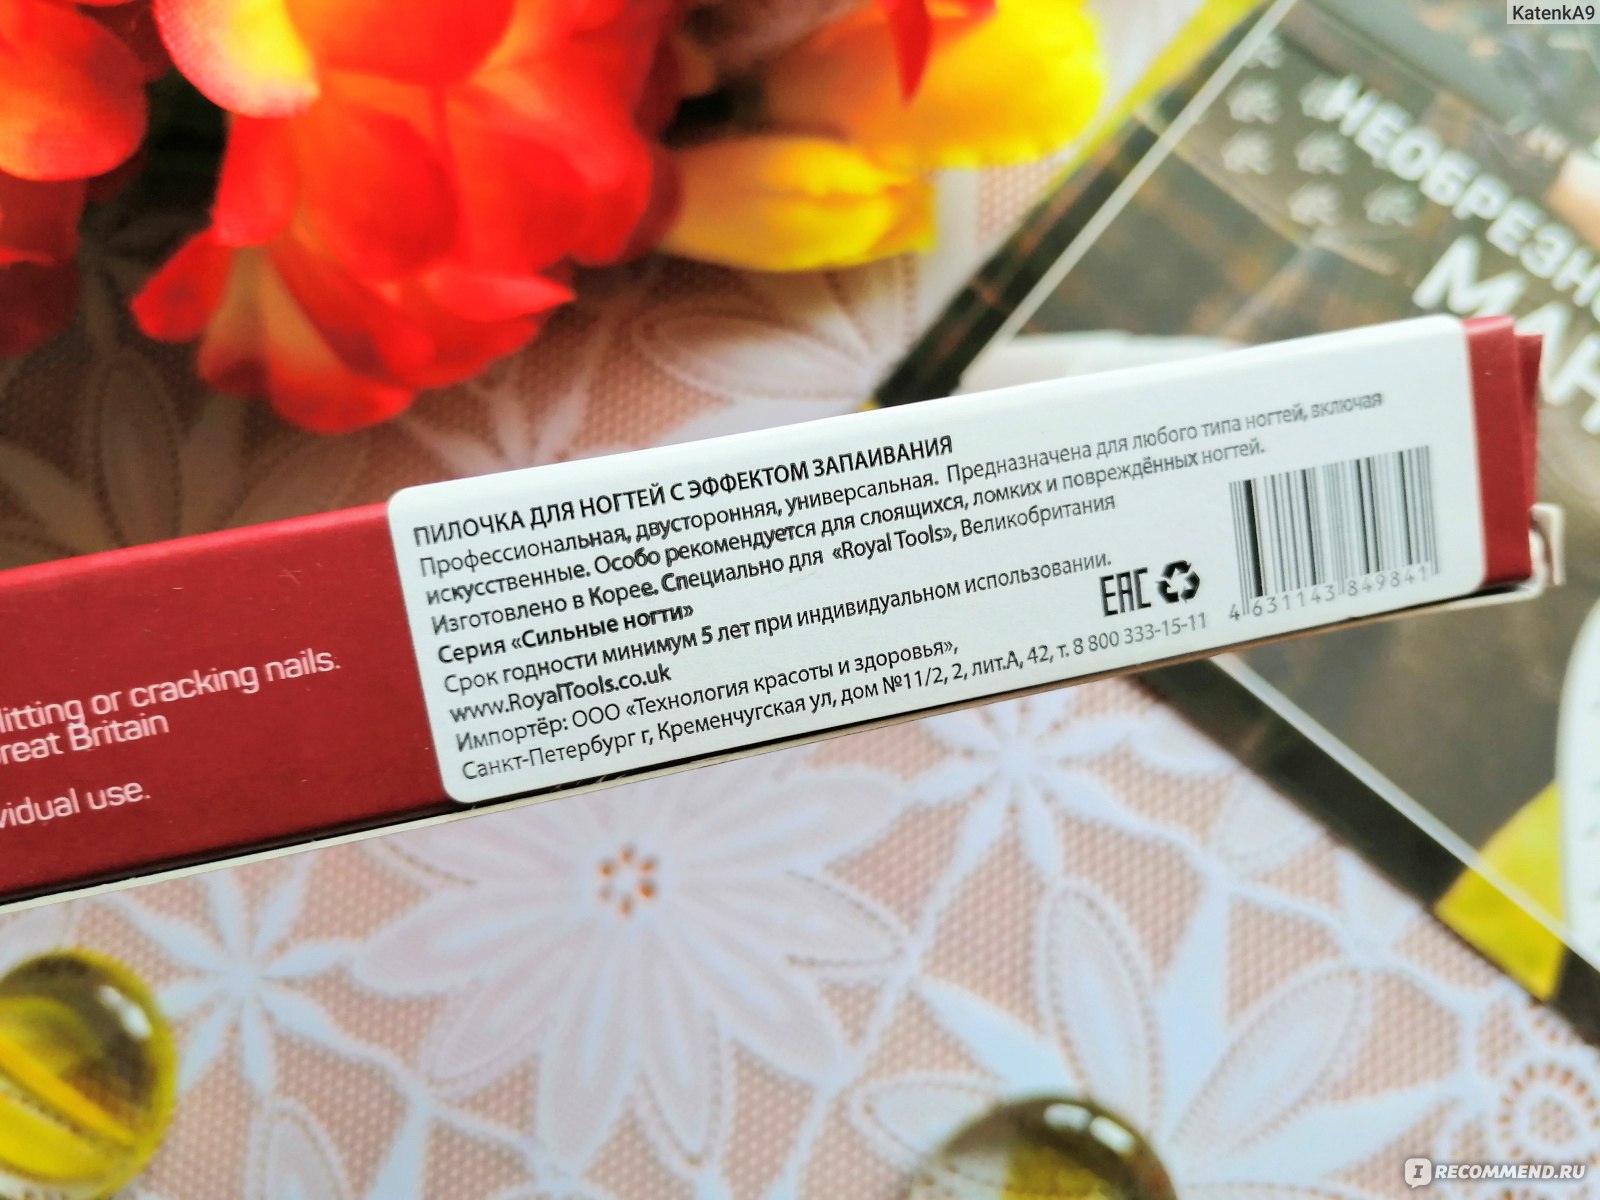 KatenkA9
НЕОБРЕЗН
МАН
ПИЛОЧКА ДЛЯ НОГТЕЙ С ЭФФЕКТОМ ЗАПАИВАНИЯ
Профессиональная, двусторонняя, универсальная. Предназначена для любого типа ногтей, включая
искусственные. Особо рекомендуется для слоящихся, ломких и повреждённых ногтей.
Изготовлено в Корее. Специально для «Royal Tools», Великобритания
Серия «Сильные ногти»
Срок годности минимум 5 лет при индивидуальном использовании.
www.RoyalTools.co.uk
Импортёр: ООО «Технология красоты и здоровья»,
Санкт-Петербург г, Кременчугская ул, дом №11/2, 2, лит.А, 42, т. 8 800 333-15-11
EAC
4631143849841
litting or cracking nails.
reat Britain
vidual use.
IRECOMMEND.RU